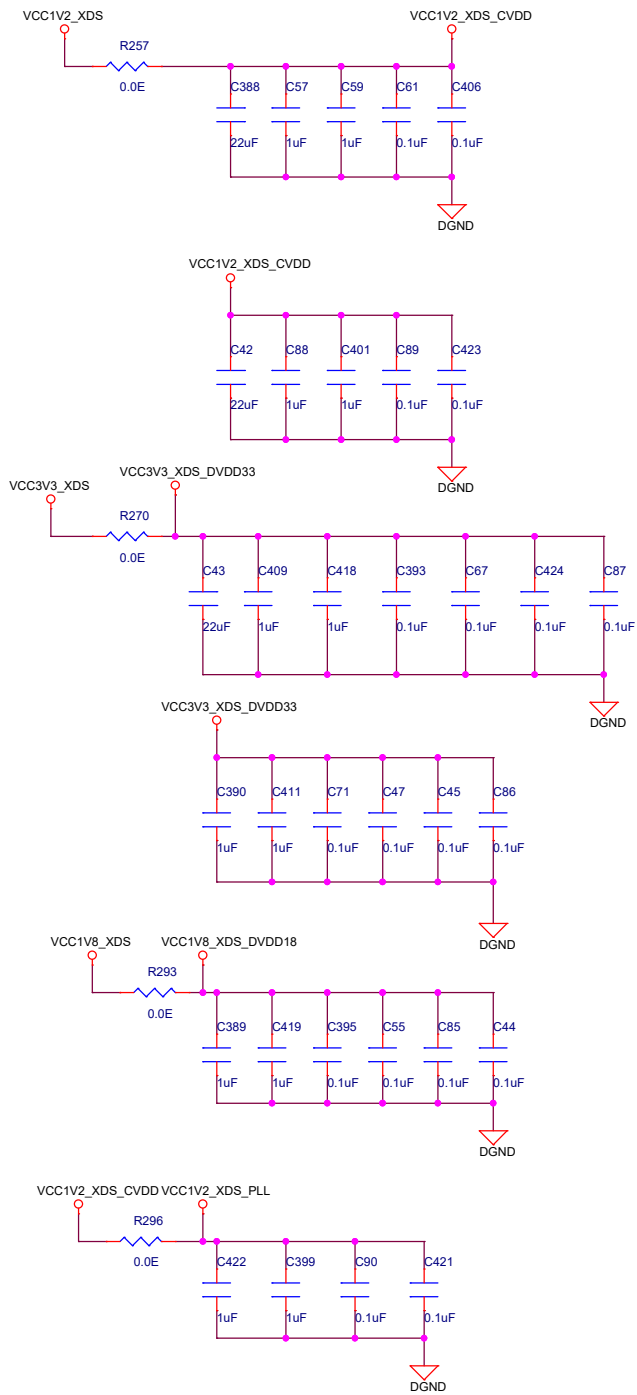 VCC1V2_XDS VCC1V2_XDS_CVDD
R257
0.0E
C388 C57 C59 C61 C406
22uF 1uF 1uF 0.1uF 0.1uF
DGND
VCC1V2_XDS_CVDD
C42 C88 C401 C89 C423
22uF 1uF 1uF 0.1uF 0.1uF
DGND
VCC3V3_XDS VCC3V3_XDS_DVDD33
R270
0.0E
C43 C409 C418 C393 C67 C424 C87
22uF 1uF 1uF 0.1uF 0.1uF 0.1uF 0.1uF
DGND
VCC3V3_XDS_DVDD33
C390 C411 C71 C47 C45 C86
1uF 1uF 0.1uF 0.1uF 0.1uF 0.1uF
DGND
VCC1V8_XDS VCC1V8_XDS_DVDD18
R293
0.0E
C389 C419 C395 C55 C85 C44
1uF 1uF 0.1uF 0.1uF 0.1uF 0.1uF
DGND
VCC1V2_XDS_CVDD VCC1V2_XDS_PLL
R296
0.0E
C422 C399 C90 C421
1uF 1uF 0.1uF 0.1uF
DGND